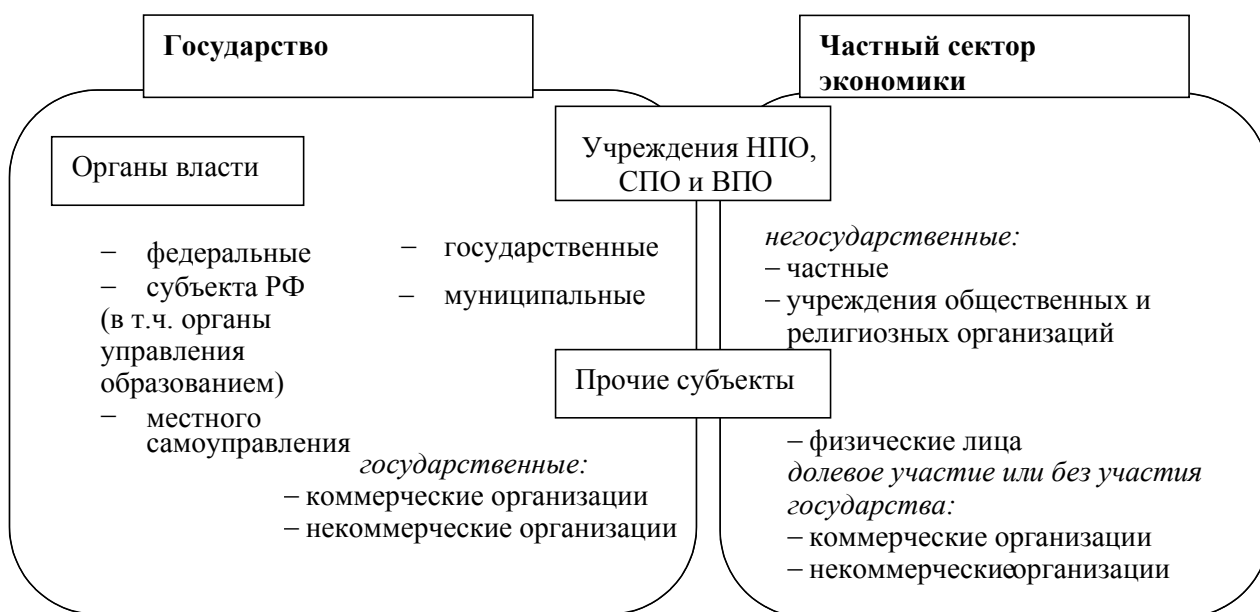 Государство
Частный сектор
экономики
Учреждения НПО,
СПО и ВПО
Органы власти
– федеральные
– субъекта РФ
(в т.ч. органы
управления
образованием)
– местного
самоуправления
– государственные
– муниципальные
негосударственные:
– частные
– учреждения общественных и
религиозных организаций
Прочие субъекты
государственные:
– коммерческие организации
– некоммерческие организации
– физические лица
долевое участие или без участия
государства:
– коммерческие организации
– некоммерческие организации